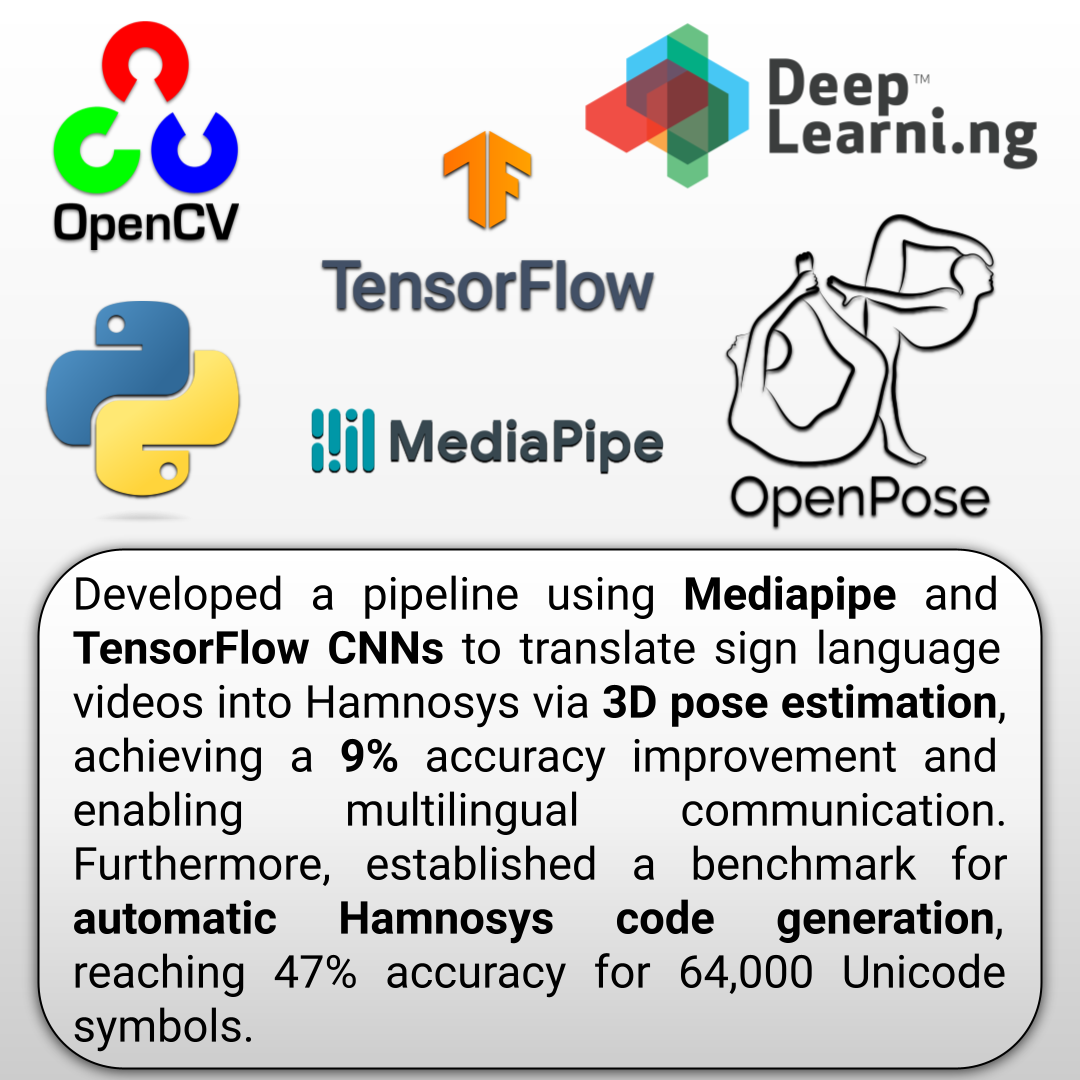 OpenCV
Deep™
Learni.ng
TensorFlow
MediaPipe
OpenPose
Developed a pipeline using Mediapipe and
TensorFlow CNNs to translate sign language
videos into Hamnosys via 3D pose estimation,
achieving a 9% accuracy improvement and
enabling multilingual communication.
Furthermore, established a benchmark for
automatic Hamnosys code generation,
reaching 47% accuracy for 64,000 Unicode
symbols.